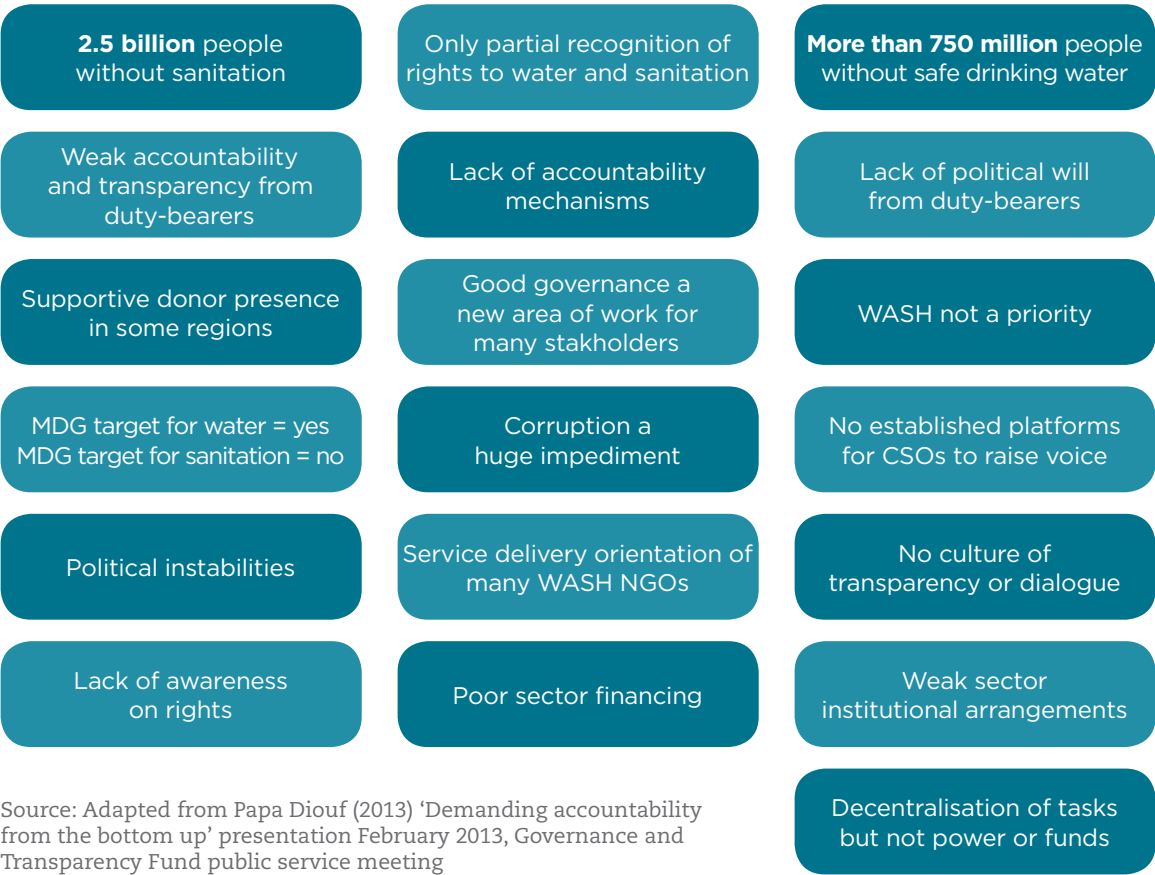 2.5 billion people
without sanitation
Only partial recognition of
rights to water and sanitation
More than 750 million people
without safe drinking water
Weak accountability
and transparency from
duty-bearers
Lack of accountability
mechanisms
Lack of political will
from duty-bearers
Supportive donor presence
in some regions
Good governance a
new area of work for
many stakholders
WASH not a priority
MDG target for water = yes
MDG target for sanitation = no
Corruption a
huge impediment
No established platforms
for CSOs to raise voice
Political instabilities
Service delivery orientation of
many WASH NGOs
No culture of
transparency or dialogue
Lack of awareness
on rights
Poor sector financing
Weak sector
institutional arrangements
Decentralisation of tasks
but not power or funds
Source: Adapted from Papa Diouf (2013) ‘Demanding accountability
from the bottom up’ presentation February 2013, Governance and
Transparency Fund public service meeting